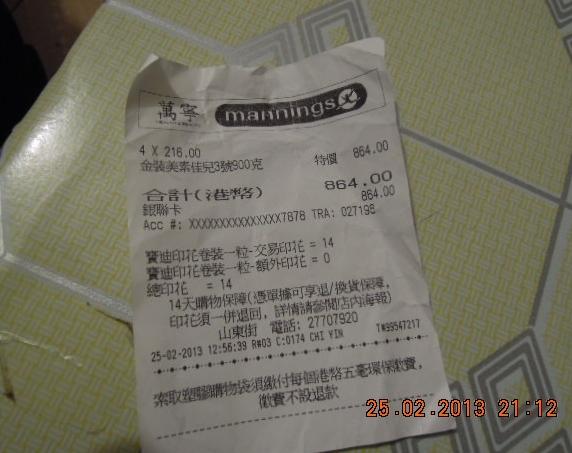 萬寧 mannings
4 X 216.00
金裝美素佳兒3號900克 特價 864.00
合計(港幣) 864.00
銀聯卡 864.00
Acc #: XXXXXXXXXXXXXXX7878 TRA: 027195
寶迪印花卷裝一粒-交易印花 = 14
寶迪印花卷裝一粒-額外印花 = 0
總印花 = 14
14天購物保障(憑單據可享退/換貨保障,
印花須一併退回, 詳情請參閱店內海報)
山東街 電話: 27707920
25-02-2013 12:56:39 R#03 C:0174 CHI YIN TW99547217
索取塑膠購物袋須繳付每個港幣五毫環保徵費,
徵費不設退款
25.02.2013 21:12